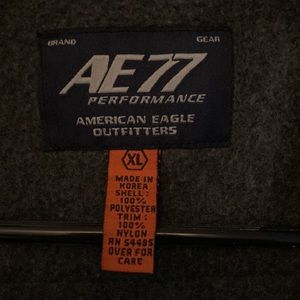 BRAND GEAR
AE77
PERFORMANCE
AMERICAN EAGLE
OUTFITTERS
XL
MADE IN
KOREA
SHELL:
100%
POLYESTER
TRIM:
100%
NYLON
RN 54485
OVER FOR
CARE